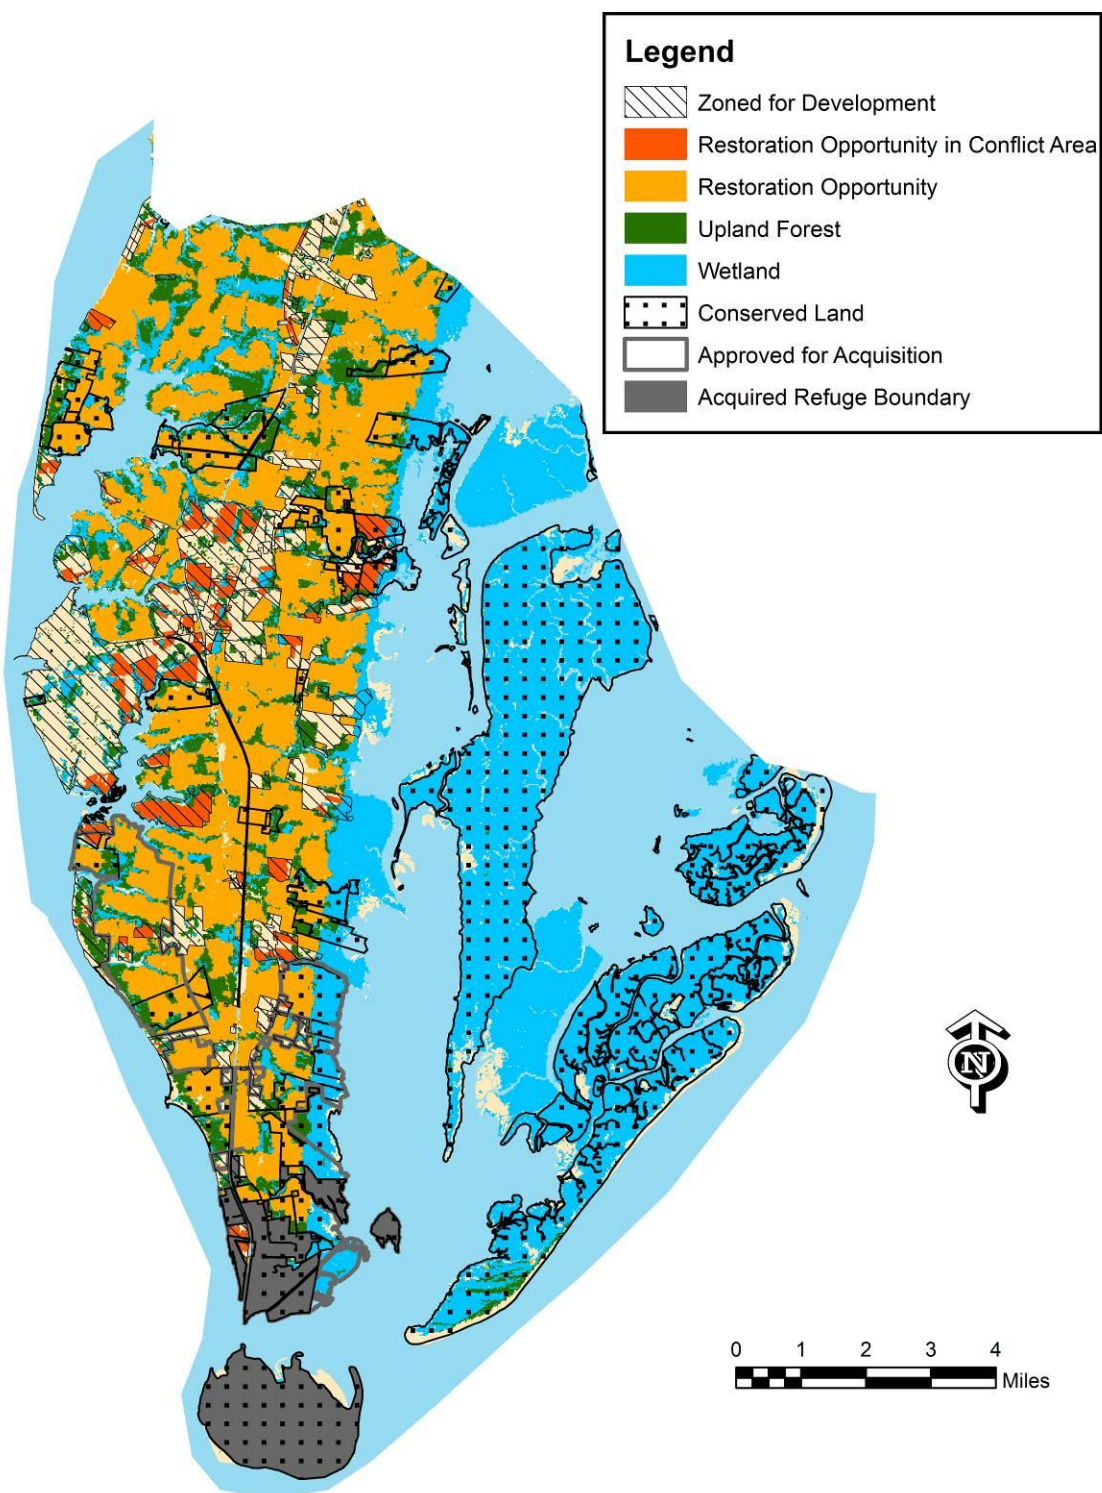 Legend
Zoned for Development
Restoration Opportunity in Conflict Area
Restoration Opportunity
Upland Forest
Wetland
Conserved Land
Approved for Acquisition
Acquired Refuge Boundary
N
0 1 2 3 4
Miles